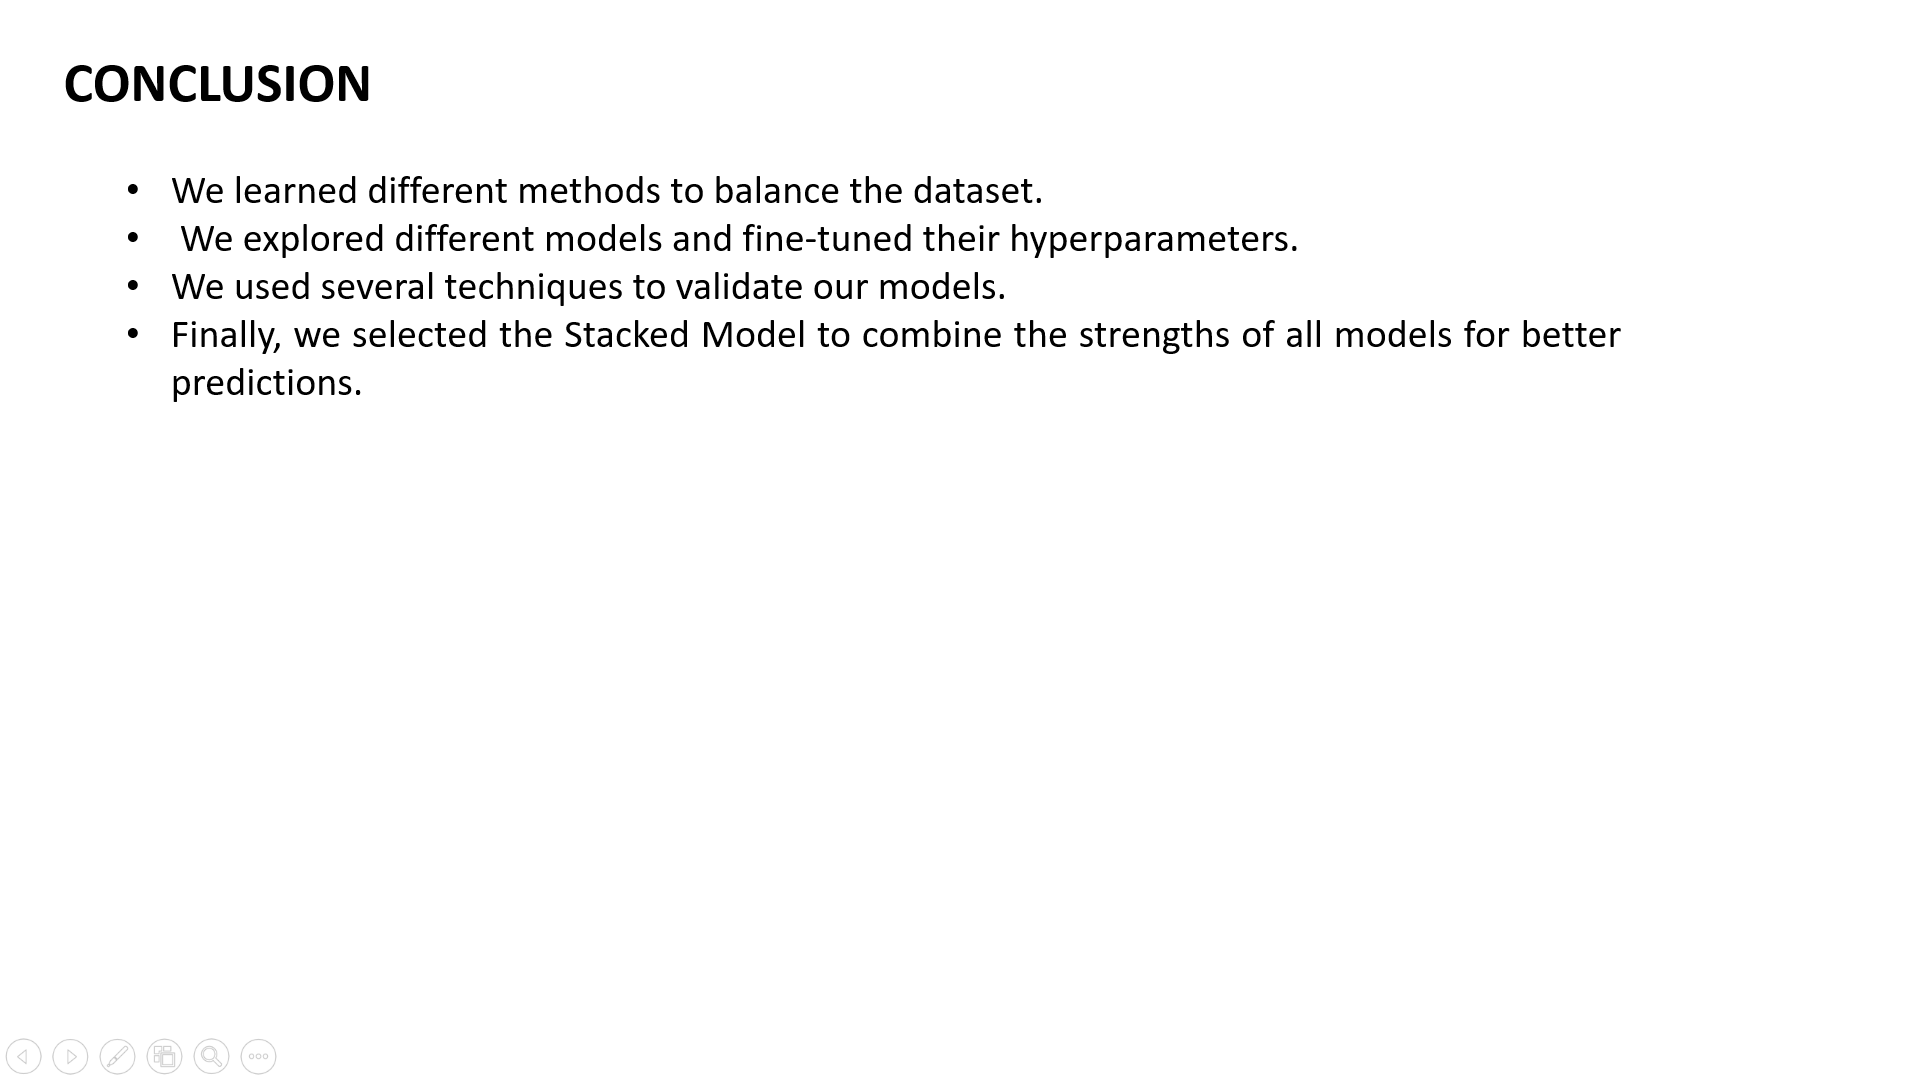 CONCLUSION
• We learned different methods to balance the dataset.
• We explored different models and fine-tuned their hyperparameters.
• We used several techniques to validate our models.
• Finally, we selected the Stacked Model to combine the strengths of all models for better
predictions.